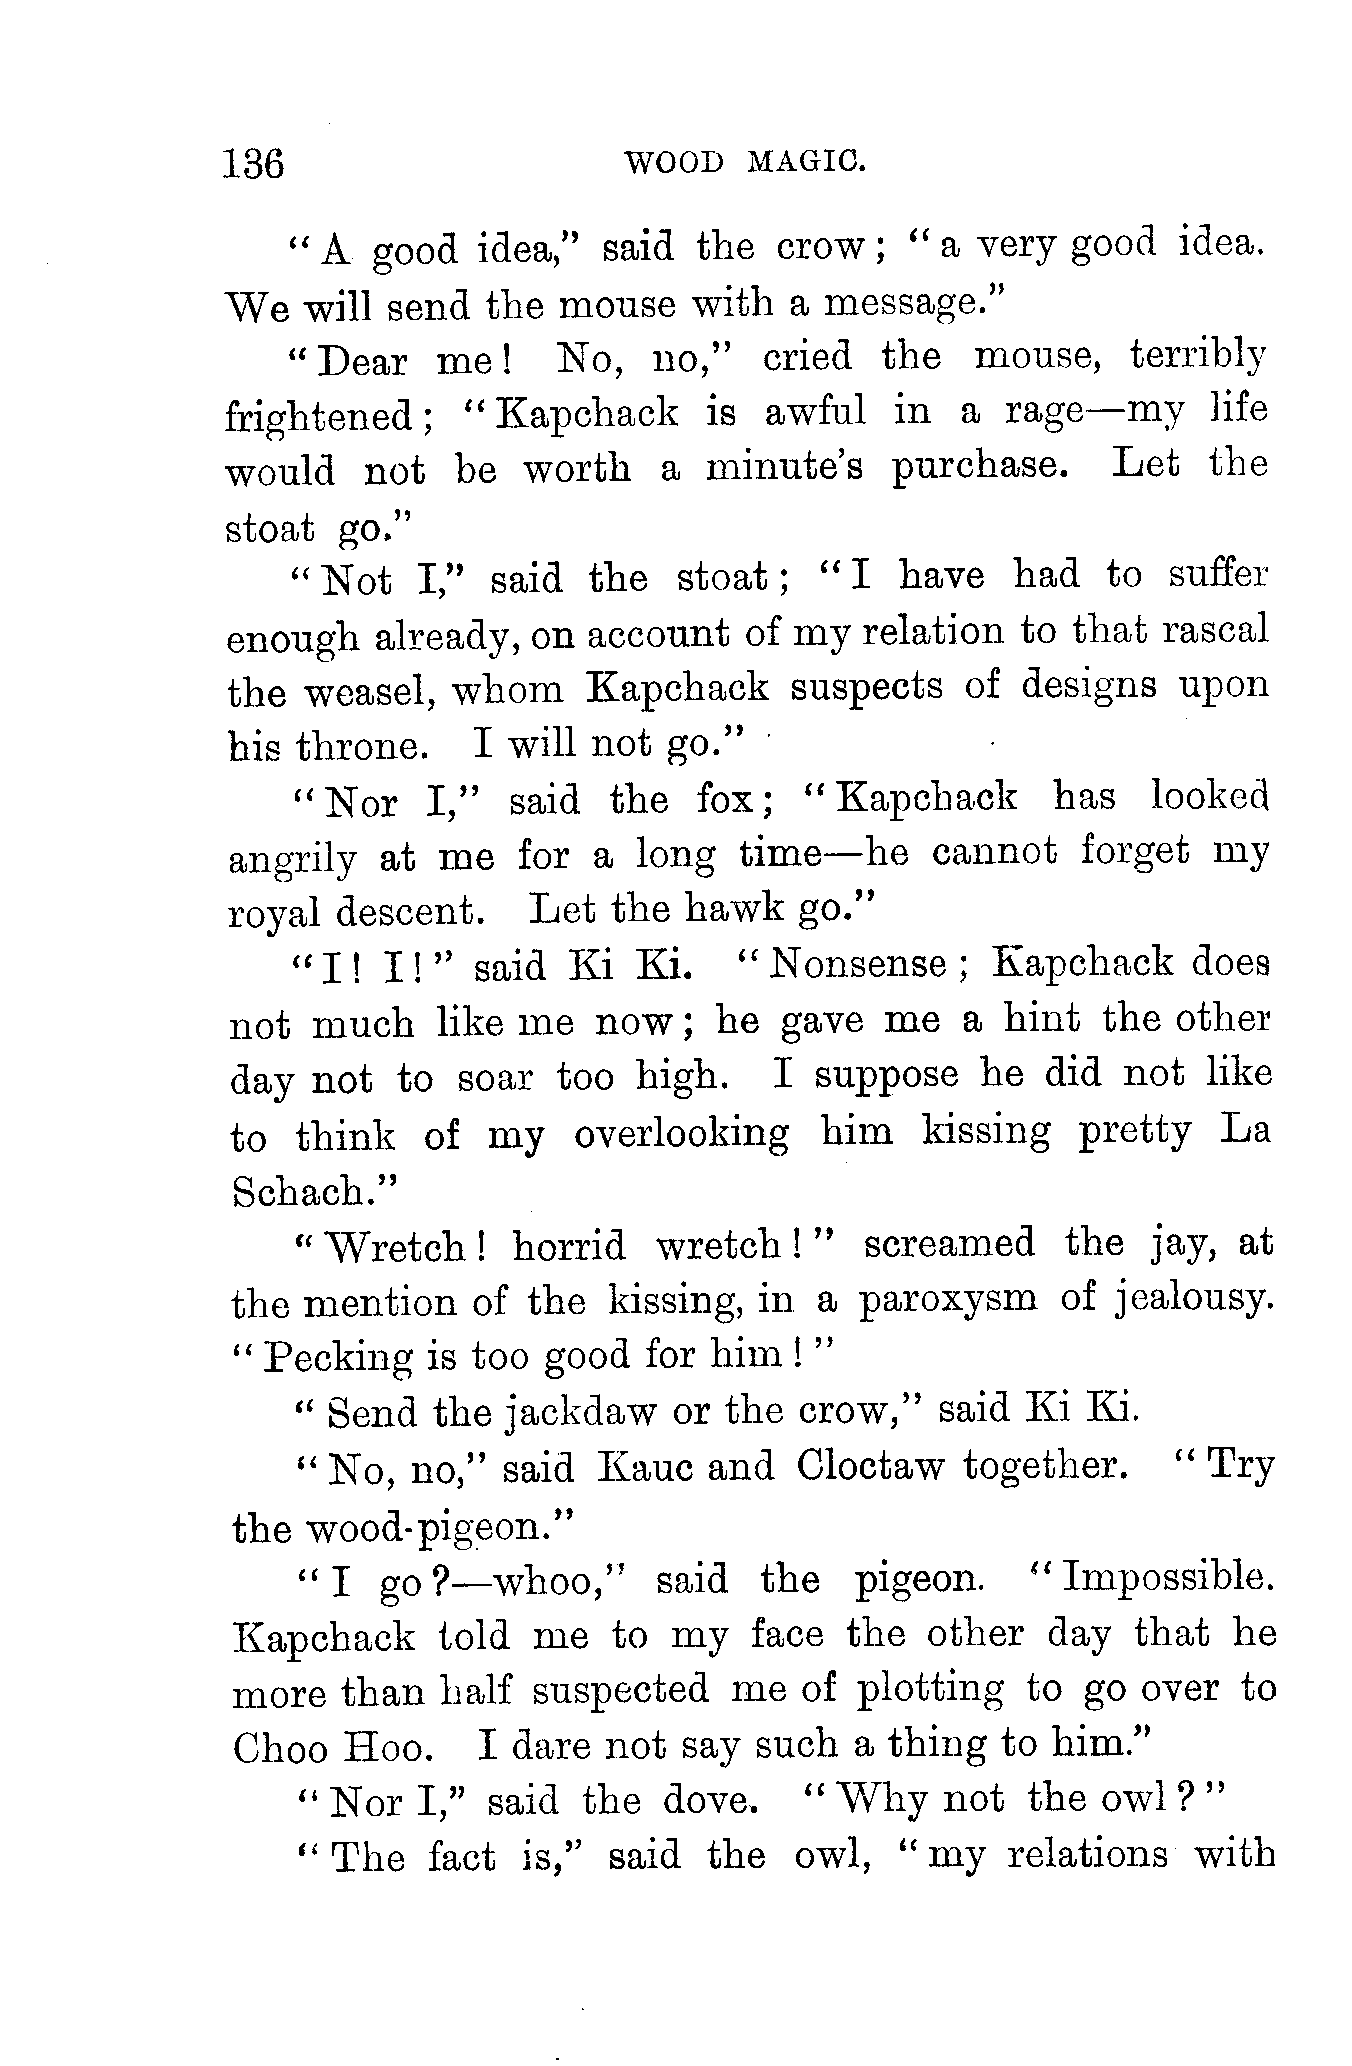 136 WOOD MAGIC.
“A good idea,” said the crow; “a very good idea.
We will send the mouse with a message.”
“Dear me! No, no,” cried the mouse, terribly
frightened; “Kapchack is awful in a rage—my life
would not be worth a minute’s purchase. Let the
stoat go.”
“Not I,” said the stoat; “I have had to suffer
enough already, on account of my relation to that rascal
the weasel, whom Kapchack suspects of designs upon
his throne. I will not go.”
“Nor I,” said the fox; “Kapchack has looked
angrily at me for a long time—he cannot forget my
royal descent. Let the hawk go.”
“I! I!” said Ki Ki. “Nonsense; Kapchack does
not much like me now; he gave me a hint the other
day not to soar too high. I suppose he did not like
to think of my overlooking him kissing pretty La
Schach.”
“Wretch! horrid wretch!” screamed the jay, at
the mention of the kissing, in a paroxysm of jealousy.
“Pecking is too good for him!”
“Send the jackdaw or the crow,” said Ki Ki.
“No, no,” said Kauc and Cloctaw together. “Try
the wood-pigeon.”
“I go?—whoo,” said the pigeon. “Impossible.
Kapchack told me to my face the other day that he
more than half suspected me of plotting to go over to
Choo Hoo. I dare not say such a thing to him.”
“Nor I,” said the dove. “Why not the owl?”
“The fact is,” said the owl, “my relations with